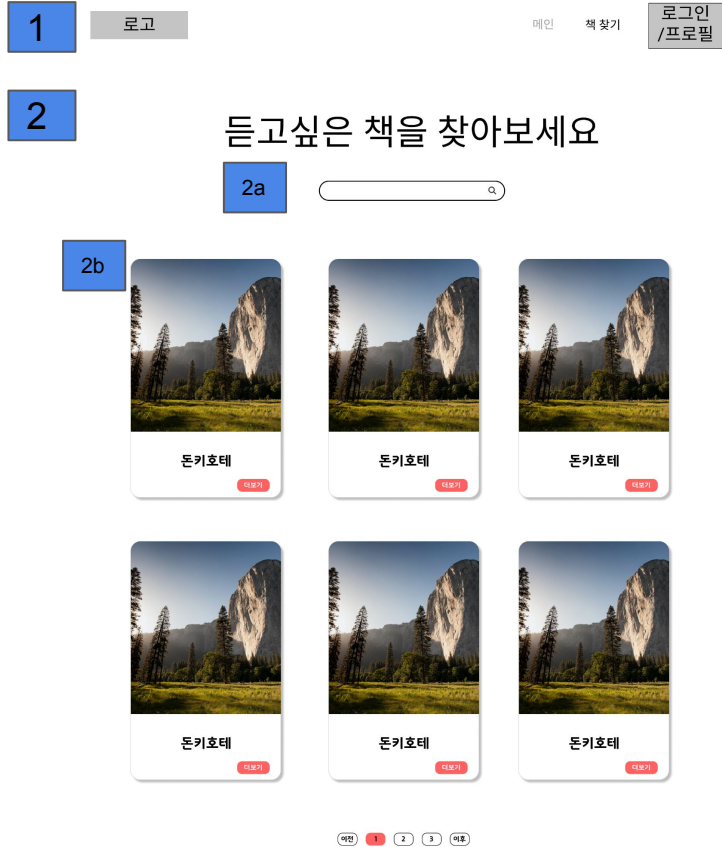 1
로고
메인
책 찾기
로그인
/프로필
2
듣고싶은 책을 찾아보세요
2a
2b
돈키호테
더보기
돈키호테
더보기
돈키호테
더보기
돈키호테
더보기
돈키호테
더보기
돈키호테
더보기
이전
1
2
3
이후